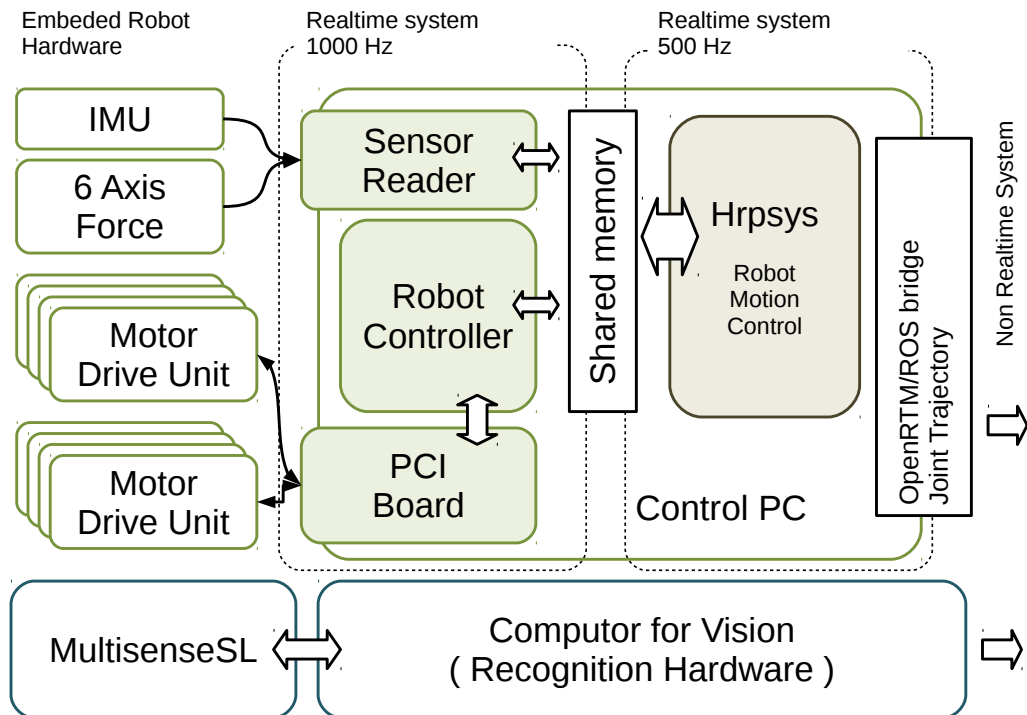 Embeded Robot
Hardware
Realtime system
1000 Hz
Realtime system
500 Hz
IMU
6 Axis
Force
Motor
Drive Unit
Motor
Drive Unit
Sensor
Reader
Robot
Controller
PCI
Board
Shared memory
Hrpsys
Robot
Motion
Control
Control PC
OpenRTM/ROS bridge
Joint Trajectory
Non Realtime System
MultisenseSL
Computor for Vision
( Recognition Hardware )